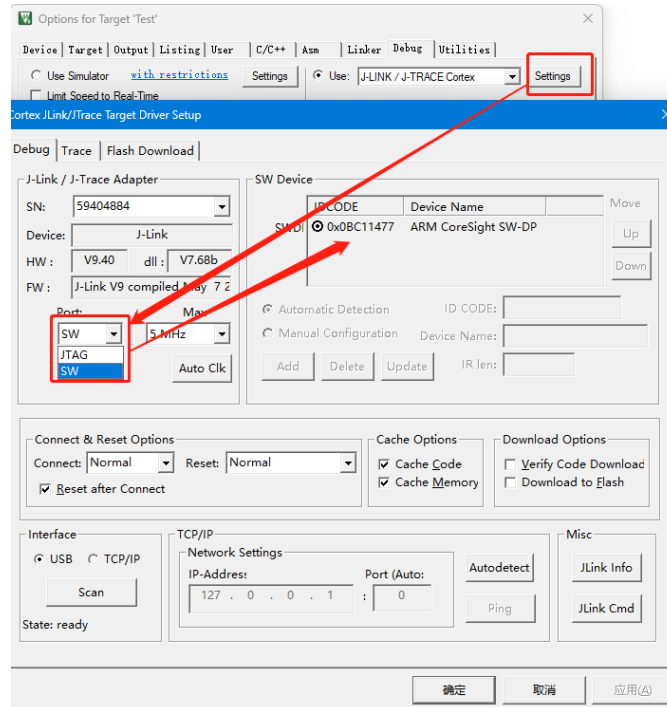 Options for Target 'Test'
Device Target Output Listing User C/C++ Asm Linker Debug Utilities
Use Simulator with restrictions Settings Use: J-LINK / J-TRACE Cortex Settings
Limit Speed to Real-Time
Cortex JLink/JTrace Target Driver Setup
Debug Trace Flash Download
J-Link / J-Trace Adapter SW Device
SN: 59404884 IDCODE Device Name Move
SWDI 0x0BC11477 ARM CoreSight SW-DP Up
Device: J-Link
HW : V9.40 dll : V7.68b Down
FW : J-Link V9 compiled May 7 2
Port: Max Automatic Detection ID CODE:
SW 5 MHz Manual Configuration Device Name:
JTAG
SW Auto Clk Add Delete Update IR len:
Connect & Reset Options Cache Options Download Options
Connect: Normal Reset: Normal Cache Code Verify Code Download
Reset after Connect Cache Memory Download to Flash
Interface TCP/IP Misc
USB TCP/IP Network Settings
IP-Address Port (Auto: Autodetect JLink Info
Scan 127 . 0 . 0 . 1 : 0
Ping JLink Cmd
State: ready
确定 取消 应用(A)